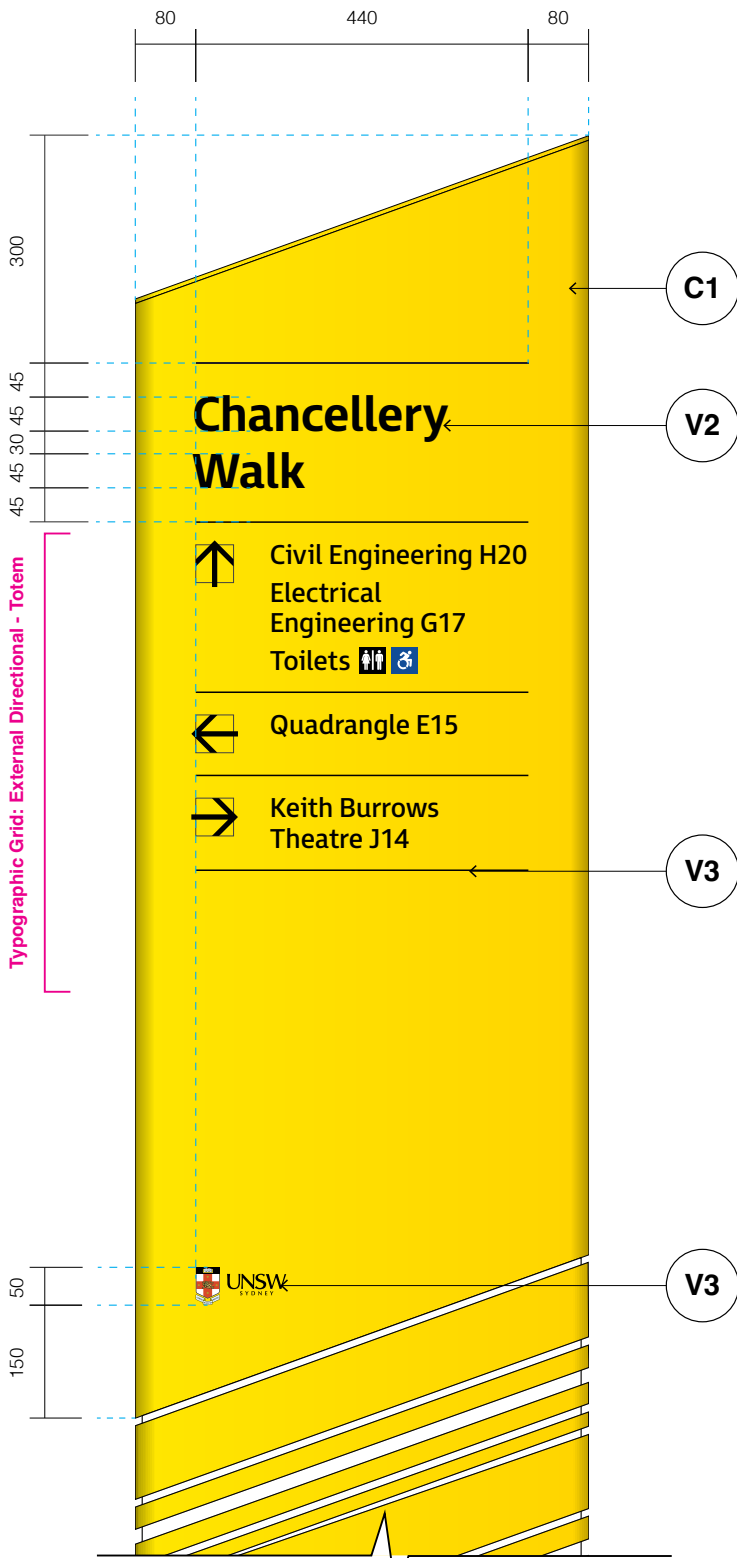 80 440 80
300
C1
45
45
30
45
45
Chancellery
Walk
V2
Typographic Grid: External Directional - Totem
Civil Engineering H20
Electrical
Engineering G17
Toilets
Quadrangle E15
Keith Burrows
Theatre J14
V3
50
UNSW
SYDNEY
V3
150